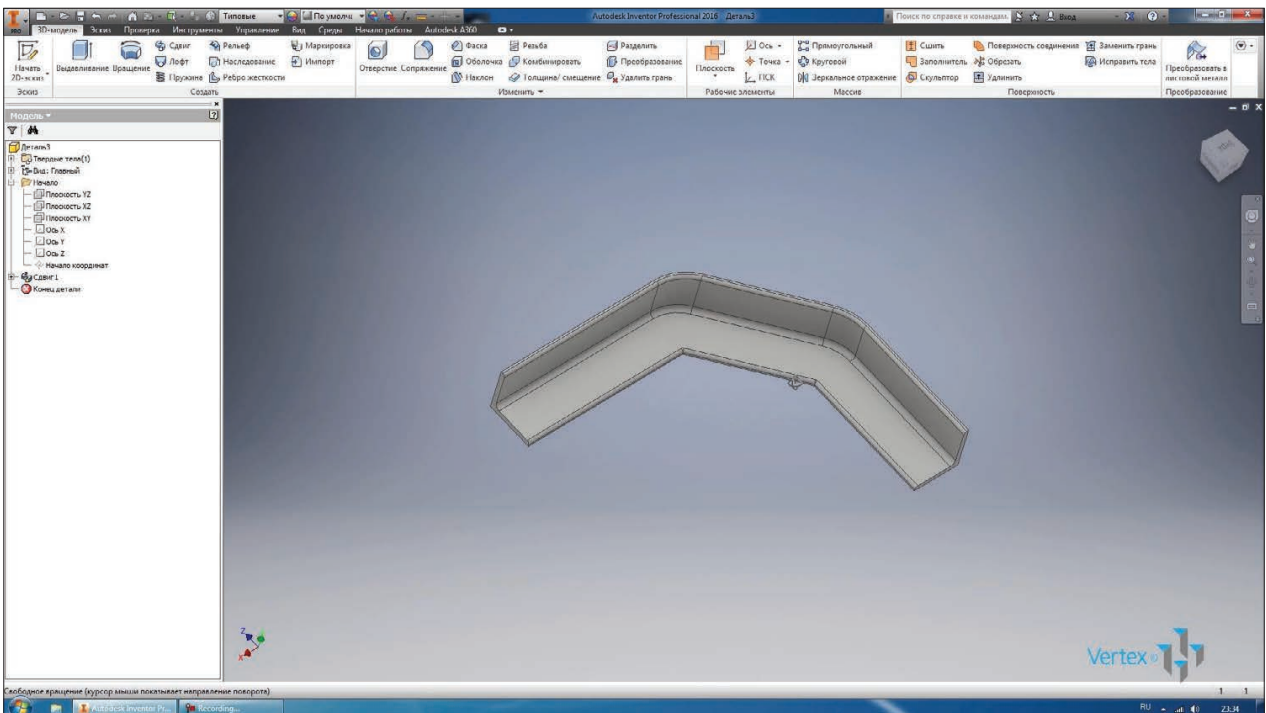 Типовые
По умолч
Autodesk Inventor Professional 2016 Деталь3
Поиск по справке и командам.
Вход
PRO 3D-модель Эскиз Проверка Инструменты Управление Вид Среды Начало работы Autodesk A360
Начать 2D-эскиз
Выдавливание Вращение
Сдвиг Рельеф Маркировка
Лофт Наследование Импорт
Пружина Ребро жесткости
Отверстие Сопряжение
Фаска Резьба Разделить
Оболочка Комбинировать Преобразование
Наклон Толщина/ смещение Удалить грань
Плоскость
Ось
Точка
ПСК
Прямоугольный
Круговой
Зеркальное отражение
Сшить Поверхность соединения Заменить грань
Заполнитель Обрезать Исправить тела
Скульптор Удлинить
Преобразовать в
листовой металл
Эскиз Создать Изменить Рабочие элементы Массив Поверхность Преобразование
Модель
Деталь3
Твердые тела(1)
Вид: Главный
Начало
Плоскость YZ
Плоскость XZ
Плоскость XY
Ось X
Ось Y
Ось Z
Начало координат
Сдвиг1
Конец детали
Z
X
Vertex
Свободное вращение (курсор мыши показывает направление поворота)
1 1
Autodesk Inventor Pr...
Recording...
RU
23:34